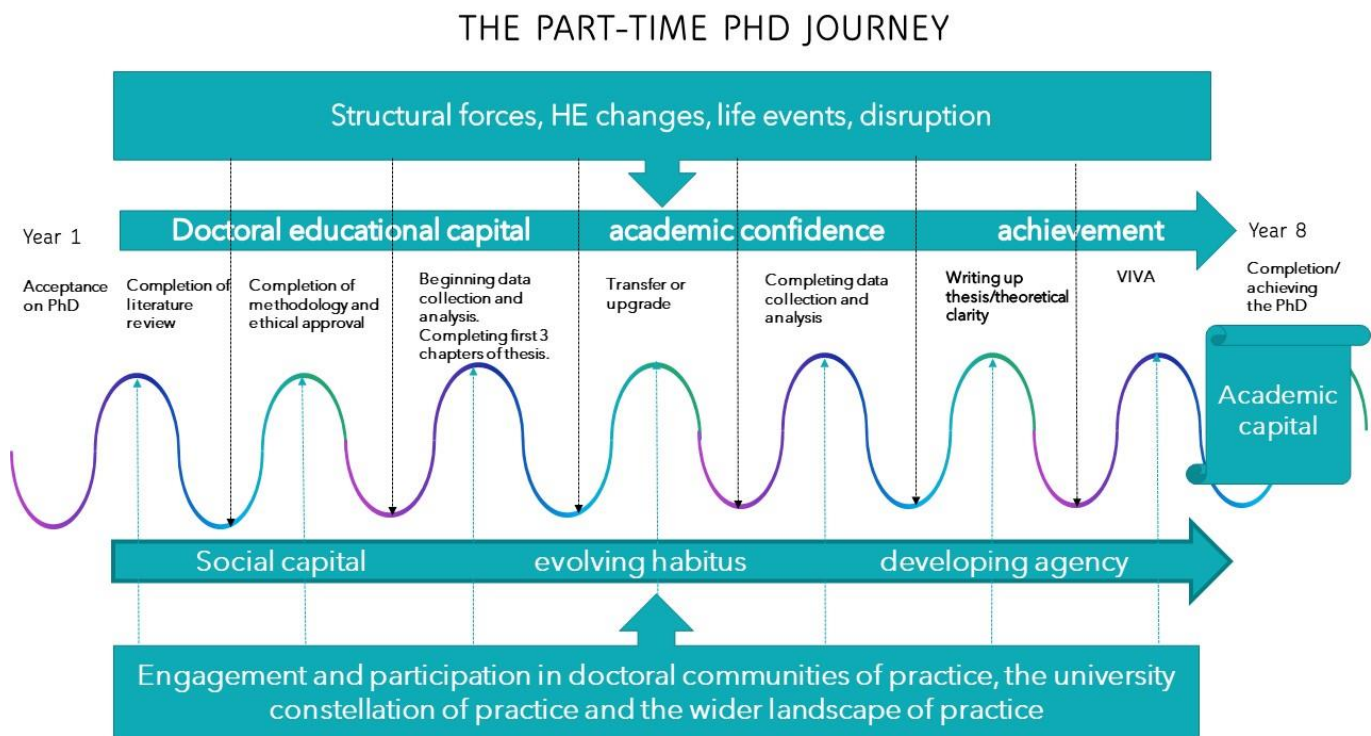 THE PART-TIME PHD JOURNEY
Structural forces, HE changes, life events, disruption
Doctoral educational capital academic confidence achievement
Year 1
Year 8
Acceptance
on PhD
Completion of
literature
review
Completion of
methodology and
ethical approval
Beginning data
collection and
analysis.
Completing first 3
chapters of thesis.
Transfer or
upgrade
Completing data
collection and
analysis
Writing up
thesis/theoretical
clarity
VIVA
Completion/
achieving
the PhD
Academic
capital
Social capital evolving habitus developing agency
Engagement and participation in doctoral communities of practice, the university
constellation of practice and the wider landscape of practice